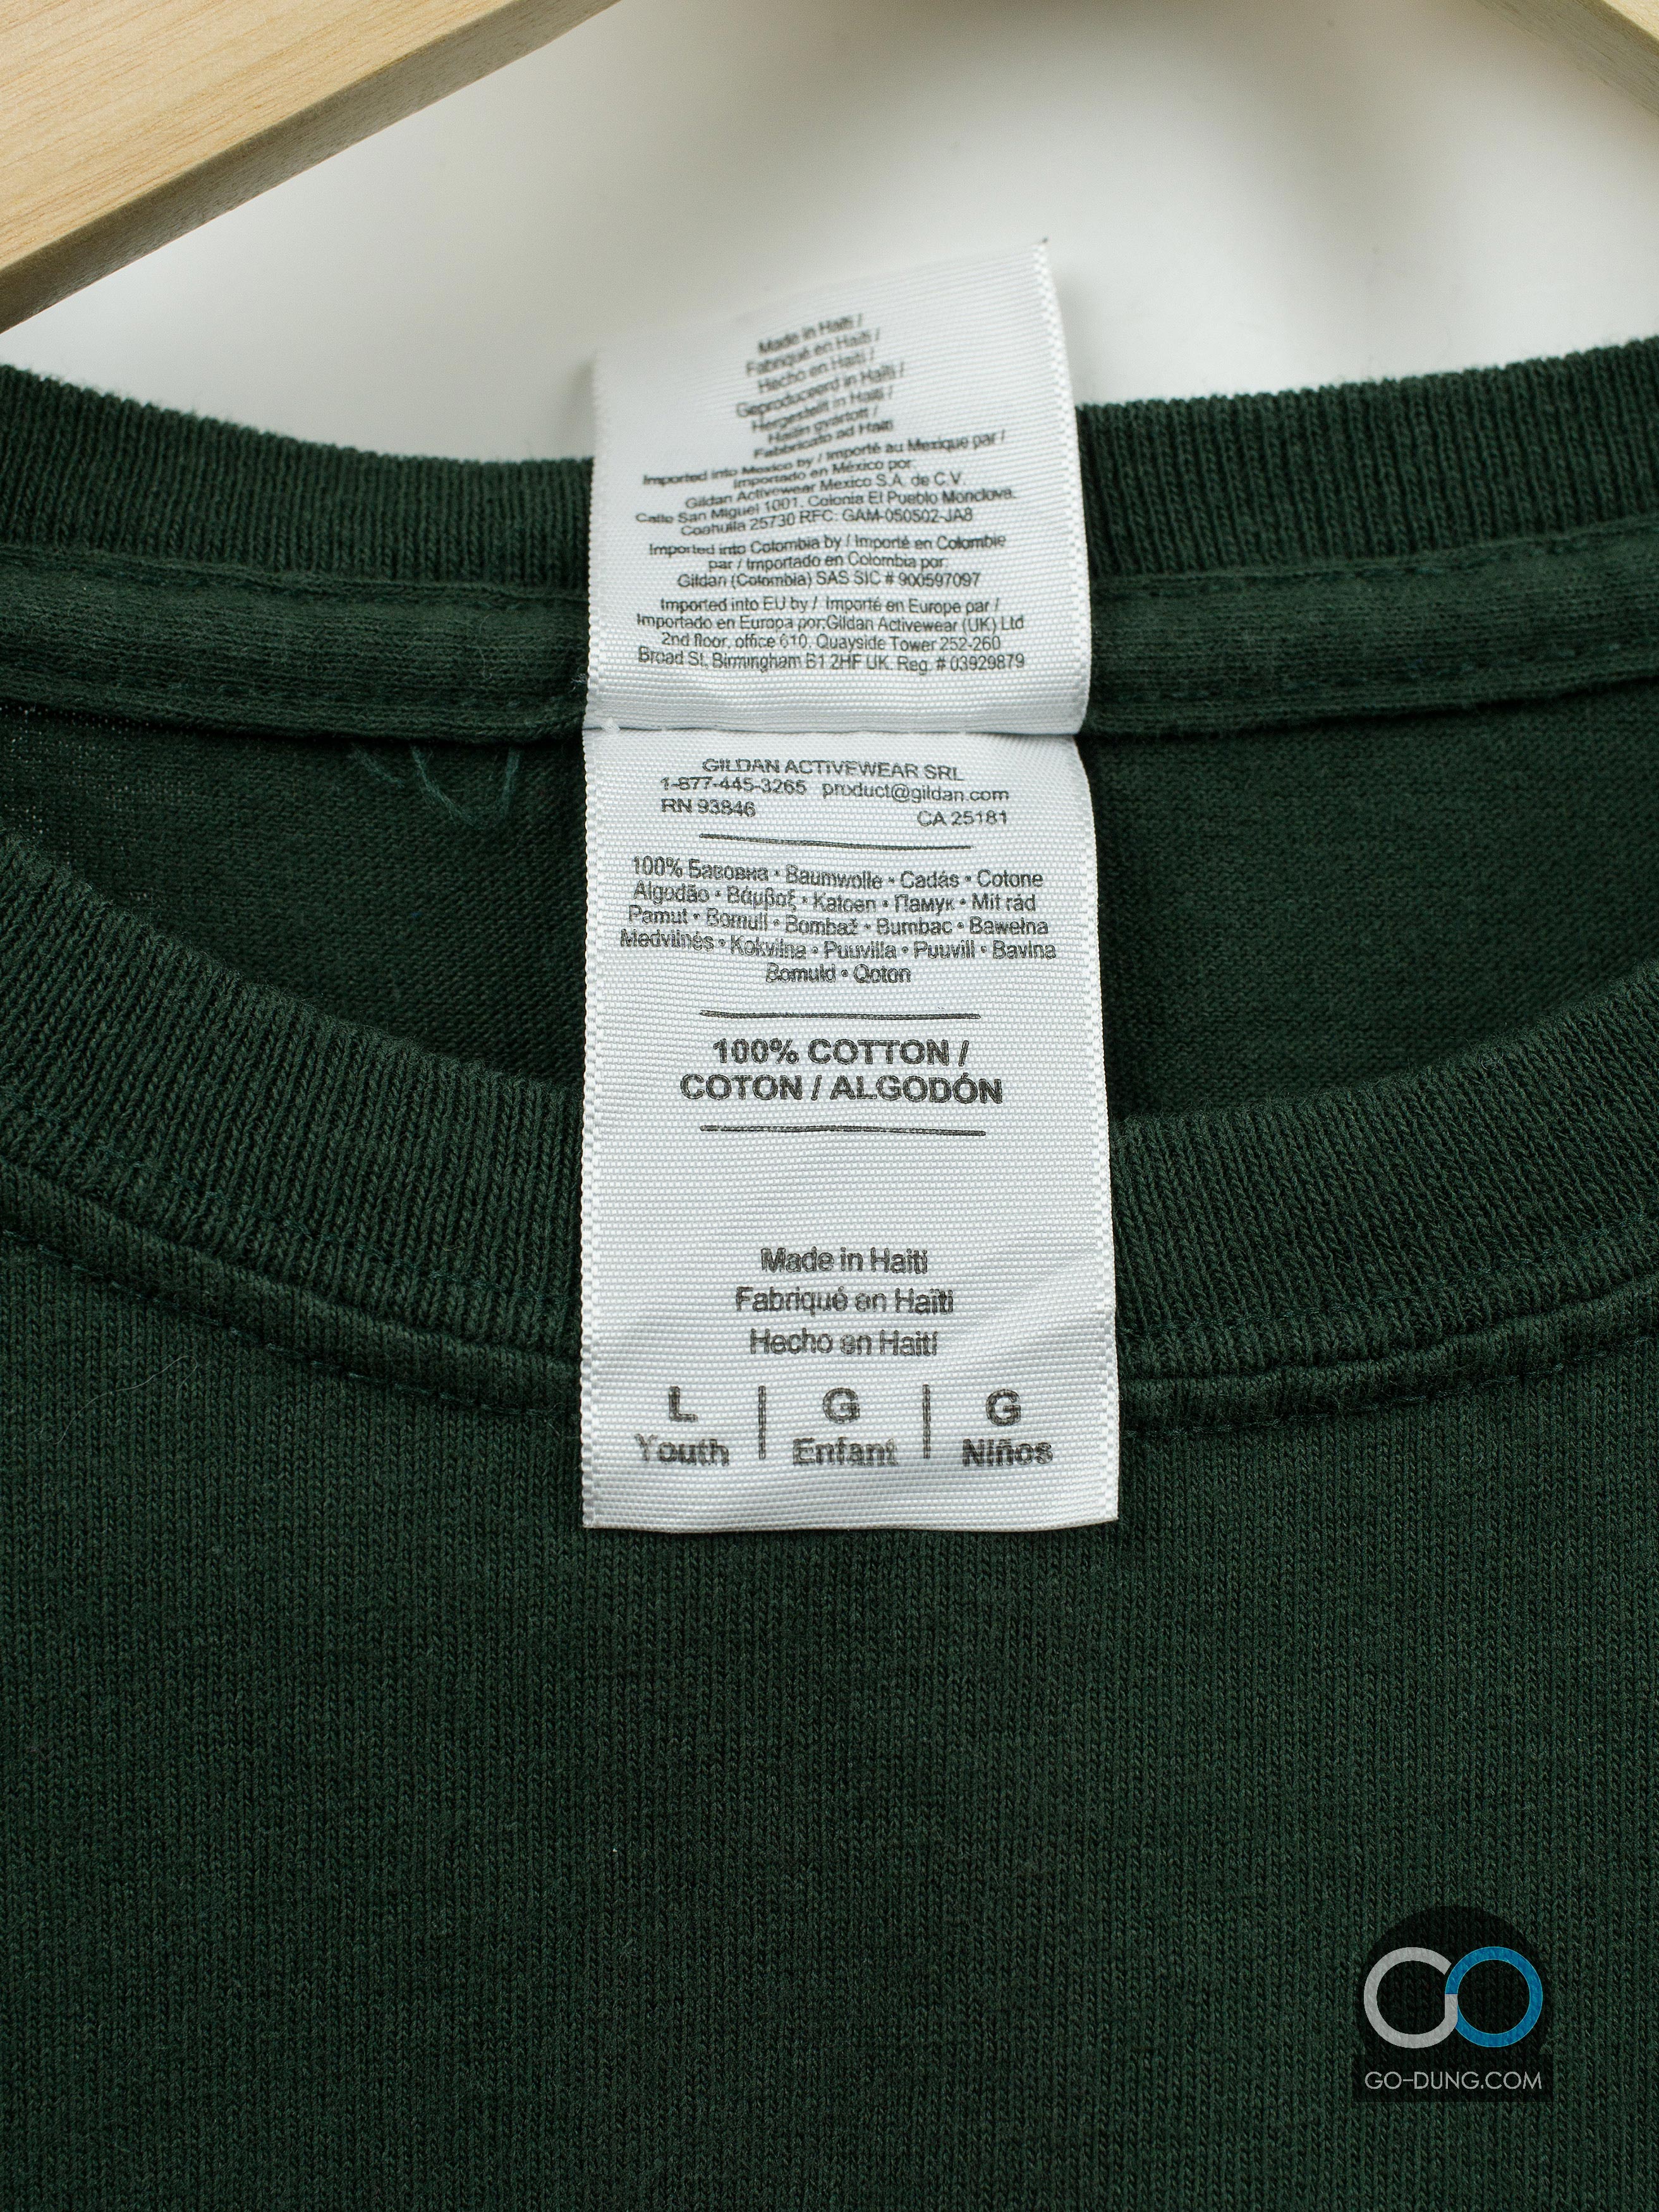 Made in Haiti /
Fabriqué en Haïti /
Hecho en Haití /
Geproduceerd in Haïti /
Hergestellt in Haiti /
Haitin gyártott /
Fabbricato ad Haiti
Imported into Mexico by / Importé au Mexique par /
Importado en México por:
Gildan Activewear Mexico S.A. de C.V.
Calle San Miguel 1001, Colonia El Pueblo Monclova,
Coahuila 25730 RFC: GAM-050502-JA8
Imported into Colombia by / Importé en Colombie
par / Importado en Colombia por:
Gildan (Colombia) SAS SIC # 900597097
Imported into EU by / Importé en Europe par /
Importado en Europa por:Gildan Activewear (UK) Ltd
2nd floor, office 610, Quayside Tower 252-260
Broad St, Birmingham B1 2HF UK. Reg. # 03929879
GILDAN ACTIVEWEAR SRL
1-877-445-3265 product@gildan.com
RN 93846 CA 25181
100% Бавовна • Baumwolle • Cadás • Cotone
Algodão • Βάμβαξ • Katoen • Памук • Mit rád
Pamut • Bomull • Bombaž • Bumbac • Bawełna
Medvilnės • Kokvilna • Puuvilla • Puuvill • Bavlna
Bomuld • Qoton
100% COTTON /
COTON / ALGODÓN
Made in Haiti
Fabriqué en Haïti
Hecho en Haití
L | G | G
Youth | Enfant | Niños
GO
GO-DUNG.COM